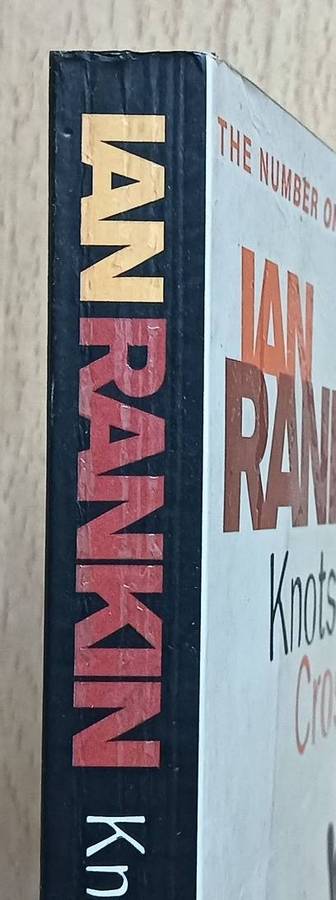 IAN RANKIN Kn
THE NUMBER
IAN
RAN
Knots
Cro